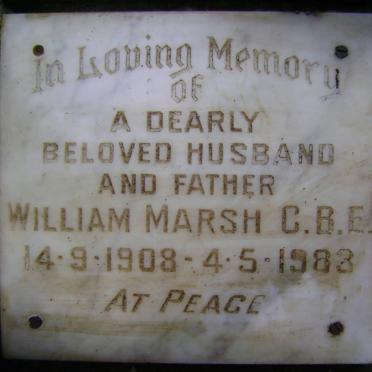 In Loving Memory
of
A DEARLY
BELOVED HUSBAND
AND FATHER
WILLIAM MARSH C.B.E.
14·9·1908-4·5·1983
AT PEACE